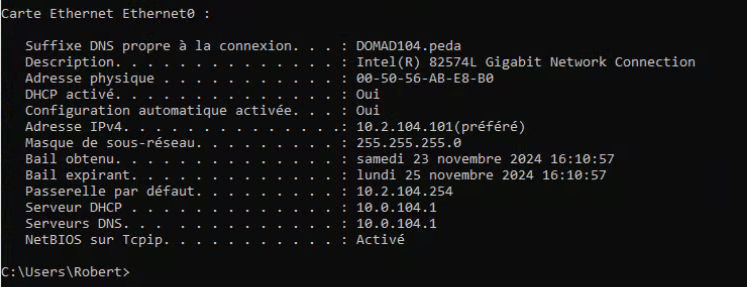 Carte Ethernet Ethernet0 :
Suffixe DNS propre à la connexion. . . : DOMAD104.peda
Description. . . . . . . . . . . . . . : Intel(R) 82574L Gigabit Network Connection
Adresse physique . . . . . . . . . . . : 00-50-56-AB-E8-B0
DHCP activé. . . . . . . . . . . . . . : Oui
Configuration automatique activée. . . : Oui
Adresse IPv4. . . . . . . . . . . . . .: 10.2.104.101(préféré)
Masque de sous-réseau. . . . . . . . . : 255.255.255.0
Bail obtenu. . . . . . . . . . . . . . : samedi 23 novembre 2024 16:10:57
Bail expirant. . . . . . . . . . . . . : lundi 25 novembre 2024 16:10:57
Passerelle par défaut. . . . . . . . . : 10.2.104.254
Serveur DHCP . . . . . . . . . . . . . : 10.0.104.1
Serveurs DNS. . . . . . . . . . . . . : 10.0.104.1
NetBIOS sur Tcpip. . . . . . . . . . . : Activé
C:\Users\Robert>